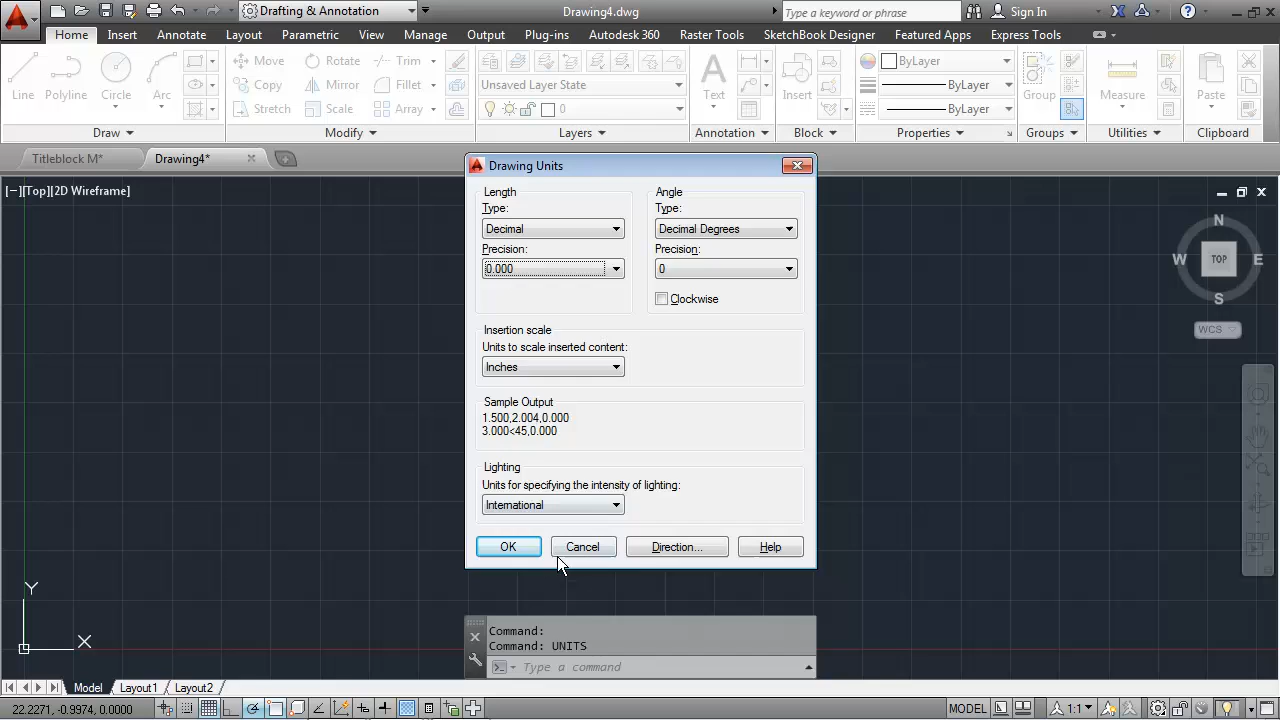 Drafting & Annotation
Drawing4.dwg
Type a keyword or phrase
Sign In
Home Insert Annotate Layout Parametric View Manage Output Plug-ins Autodesk 360 Raster Tools SketchBook Designer Featured Apps Express Tools
Line
Polyline
Circle
Arc
Move
Rotate
Trim
Copy
Mirror
Fillet
Stretch
Scale
Array
Unsaved Layer State
0
Text
Insert
ByLayer
ByLayer
ByLayer
Group
Measure
Paste
Draw
Modify
Layers
Annotation
Block
Properties
Groups
Utilities
Clipboard
Titleblock M*
Drawing4*
[−][Top][2D Wireframe]
Drawing Units
Length
Type:
Decimal
Precision:
0.000
Angle
Type:
Decimal Degrees
Precision:
0
Clockwise
Insertion scale
Units to scale inserted content:
Inches
Sample Output
1.500,2.004,0.000
3.000<45,0.000
Lighting
Units for specifying the intensity of lighting:
International
OK
Cancel
Direction...
Help
N
W
TOP
E
S
WCS
Y
X
Command:
Command: UNITS
Type a command
Model
Layout1
Layout2
22.2271, -0.9974, 0.0000
MODEL
1:1